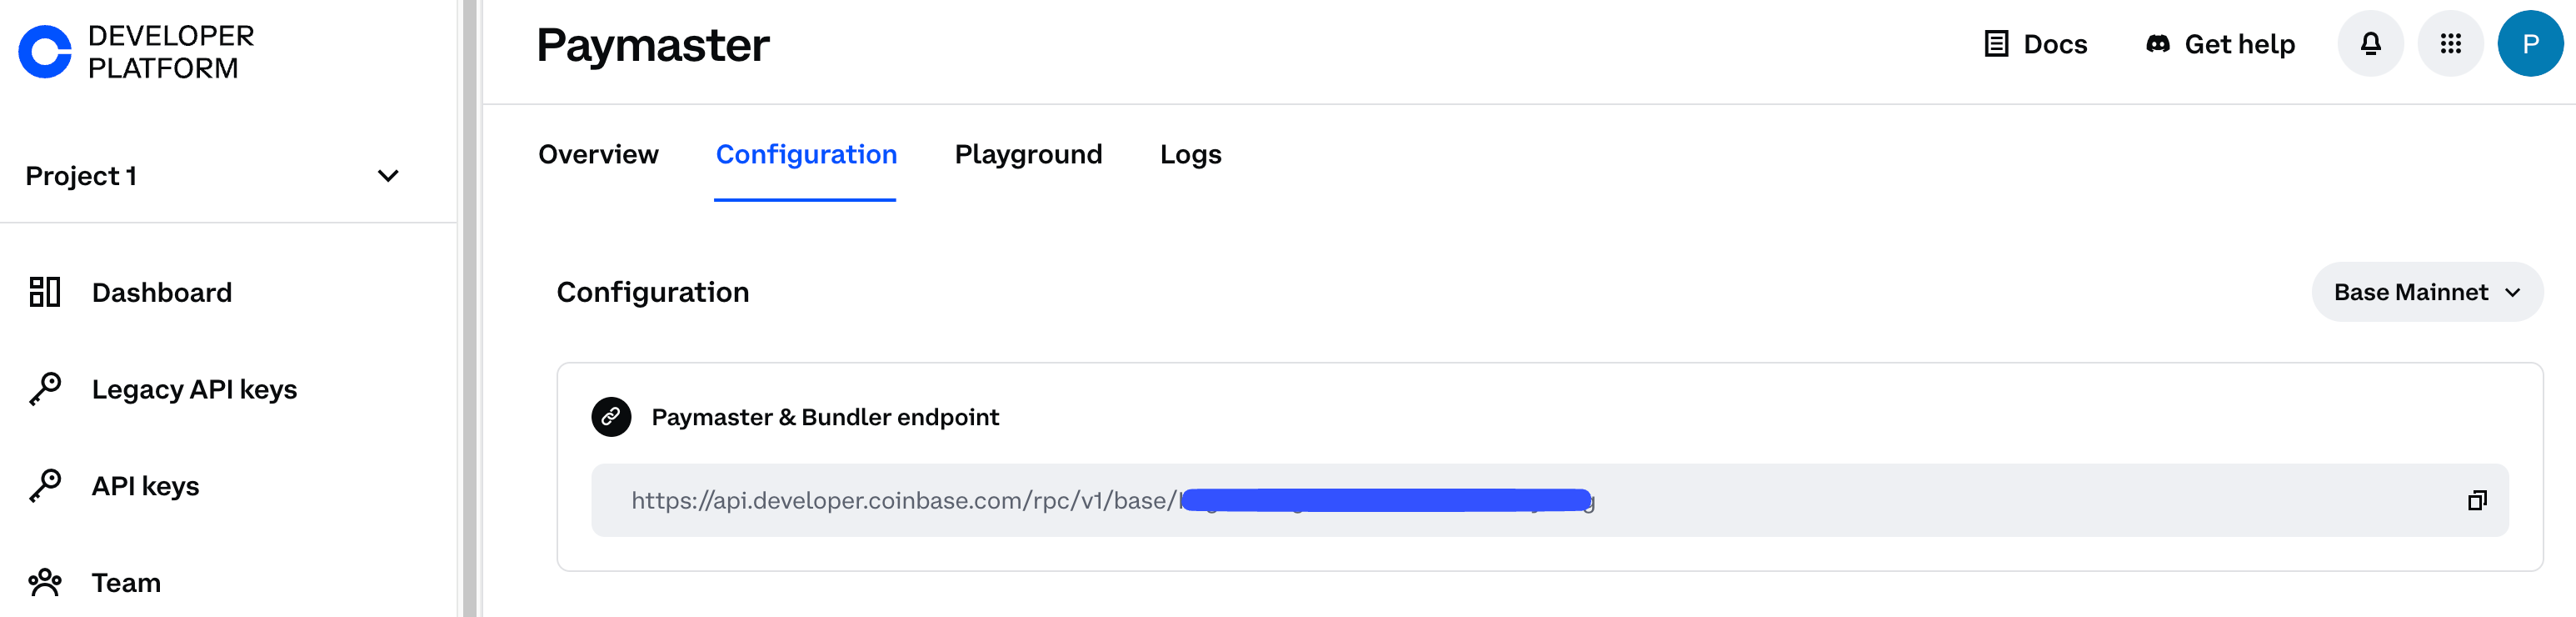 DEVELOPER
PLATFORM
Project 1
Dashboard
Legacy API keys
API keys
Team
Paymaster
Docs
Get help
P
Overview
Configuration
Playground
Logs
Configuration
Base Mainnet
Paymaster & Bundler endpoint
https://api.developer.coinbase.com/rpc/v1/base/